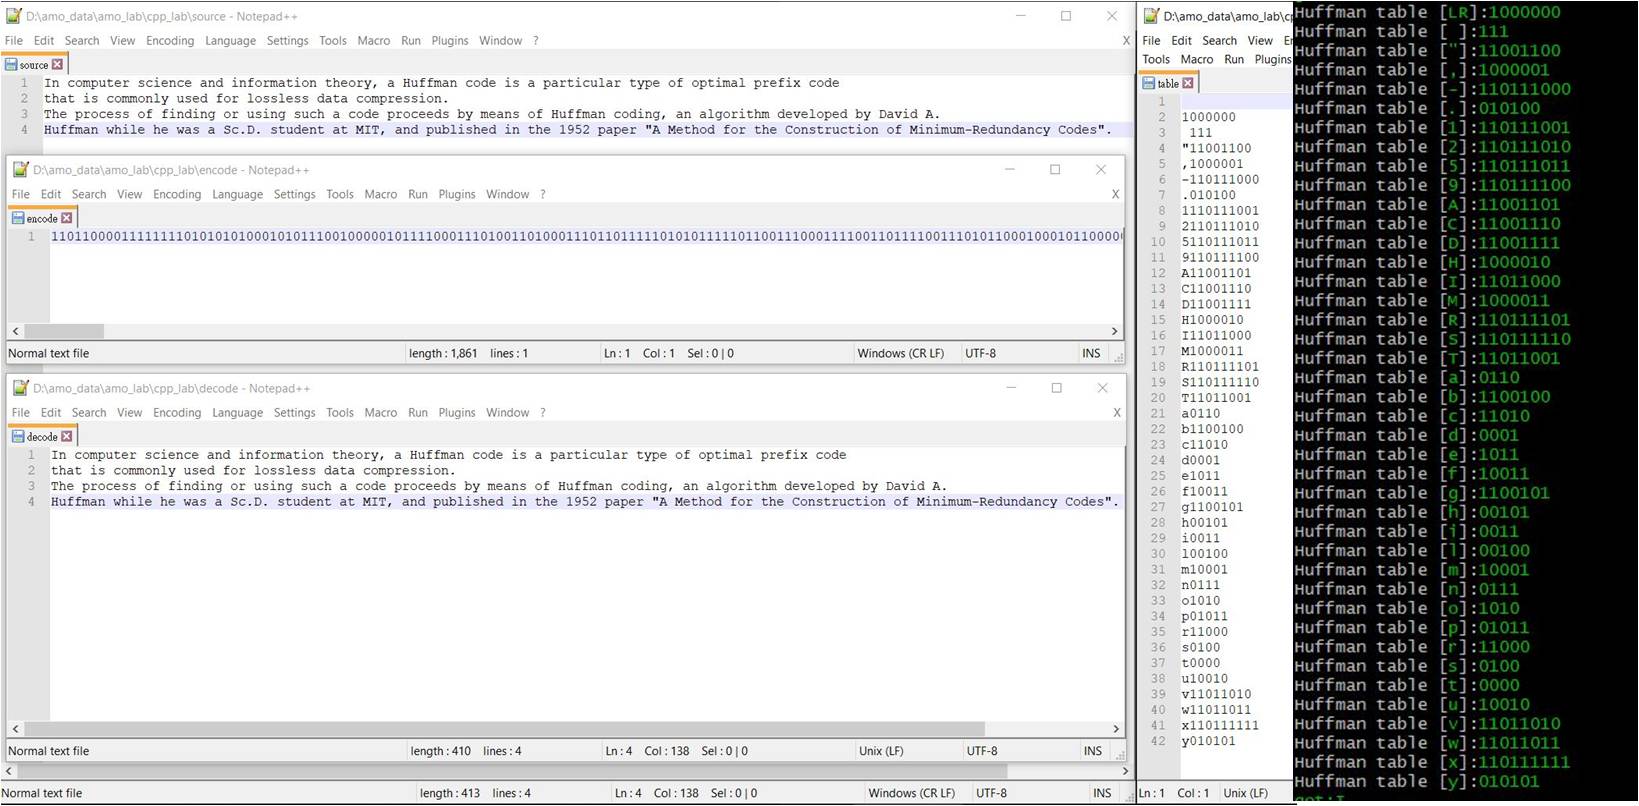 D:\amo_data\amo_lab\cpp_lab\source - Notepad++
File Edit Search View Encoding Language Settings Tools Macro Run Plugins Window ? X
source
1 In computer science and information theory, a Huffman code is a particular type of optimal prefix code
2 that is commonly used for lossless data compression.
3 The process of finding or using such a code proceeds by means of Huffman coding, an algorithm developed by David A.
4 Huffman while he was a Sc.D. student at MIT, and published in the 1952 paper "A Method for the Construction of Minimum-Redundancy Codes".
D:\amo_data\amo_lab\cpp_lab\encode - Notepad++
File Edit Search View Encoding Language Settings Tools Macro Run Plugins Window ? X
encode
1
Normal text file length : 1,861 lines : 1 Ln : 1 Col : 1 Sel : 0 | 0 Windows (CR LF) UTF-8 INS
D:\amo_data\amo_lab\cpp_lab\decode - Notepad++
File Edit Search View Encoding Language Settings Tools Macro Run Plugins Window ? X
decode
1 In computer science and information theory, a Huffman code is a particular type of optimal prefix code
2 that is commonly used for lossless data compression.
3 The process of finding or using such a code proceeds by means of Huffman coding, an algorithm developed by David A.
4 Huffman while he was a Sc.D. student at MIT, and published in the 1952 paper "A Method for the Construction of Minimum-Redundancy Codes".
Normal text file length : 410 lines : 4 Ln : 4 Col : 138 Sel : 0 | 0 Unix (LF) UTF-8 INS
Normal text file length : 413 lines : 4 Ln : 4 Col : 138 Sel : 0 | 0 Windows (CR LF) UTF-8 INS
D:\amo_data\amo_lab\c
File Edit Search View E
Tools Macro Run Plugins
table
1
2 1000000
3  111
4 "11001100
5 ,1000001
6 -110111000
7 .010100
8 1110111001
9 2110111010
10 5110111011
11 9110111100
12 A11001101
13 C11001110
14 D11001111
15 H1000010
16 I11011000
17 M1000011
18 R110111101
19 S110111110
20 T11011001
21 a0110
22 b1100100
23 c11010
24 d0001
25 e1011
26 f10011
27 g1100101
28 h00101
29 i0011
30 l00100
31 m10001
32 n0111
33 o1010
34 p01011
35 r11000
36 s0100
37 t0000
38 u10010
39 v11011010
40 w11011011
41 x110111111
42 y010101
Ln : 1 Col : 1 Unix (LF)
Huffman table [LR]:1000000
Huffman table [ ]:111
Huffman table ["]:11001100
Huffman table [,]:1000001
Huffman table [-]:110111000
Huffman table [.]:010100
Huffman table [1]:110111001
Huffman table [2]:110111010
Huffman table [5]:110111011
Huffman table [9]:110111100
Huffman table [A]:11001101
Huffman table [C]:11001110
Huffman table [D]:11001111
Huffman table [H]:1000010
Huffman table [I]:11011000
Huffman table [M]:1000011
Huffman table [R]:110111101
Huffman table [S]:110111110
Huffman table [T]:11011001
Huffman table [a]:0110
Huffman table [b]:1100100
Huffman table [c]:11010
Huffman table [d]:0001
Huffman table [e]:1011
Huffman table [f]:10011
Huffman table [g]:1100101
Huffman table [h]:00101
Huffman table [i]:0011
Huffman table [l]:00100
Huffman table [m]:10001
Huffman table [n]:0111
Huffman table [o]:1010
Huffman table [p]:01011
Huffman table [r]:11000
Huffman table [s]:0100
Huffman table [t]:0000
Huffman table [u]:10010
Huffman table [v]:11011010
Huffman table [w]:11011011
Huffman table [x]:110111111
Huffman table [y]:010101